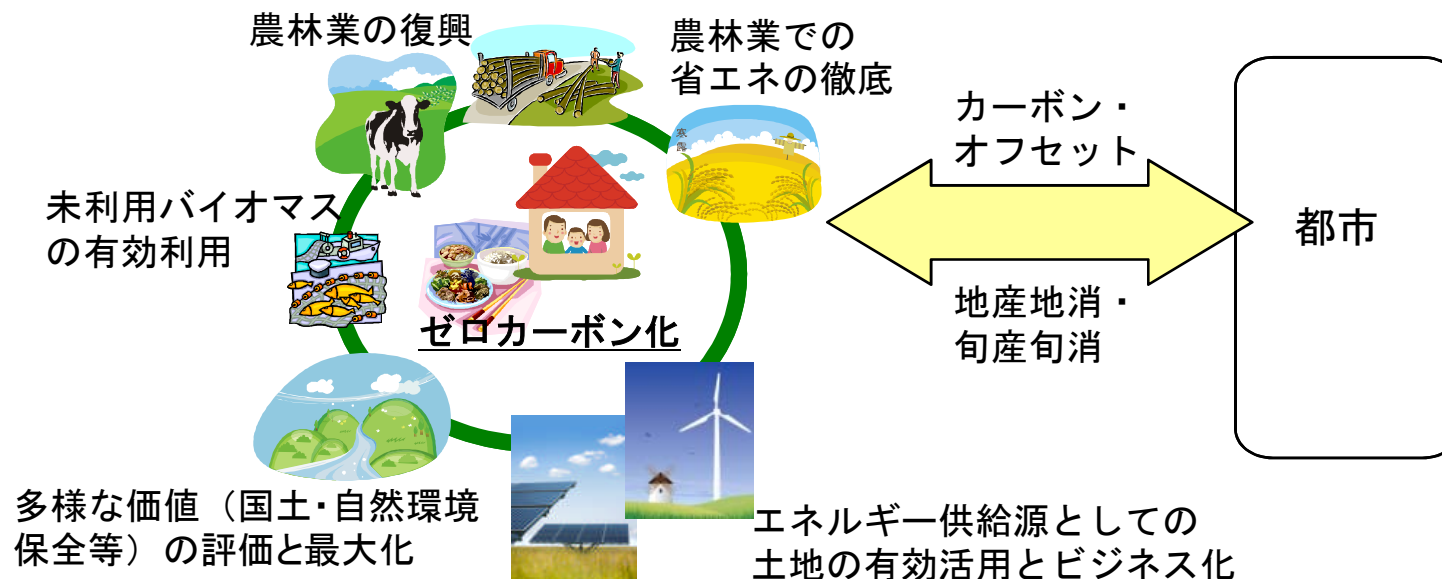 農林業の復興
農林業での
省エネの徹底
寒
露
カーボン・
オフセット
未利用バイオマス
の有効利用
都市
地産地消・
旬産旬消
ゼロカーボン化
多様な価値（国土・自然環境
保全等）の評価と最大化
エネルギー供給源としての
土地の有効活用とビジネス化